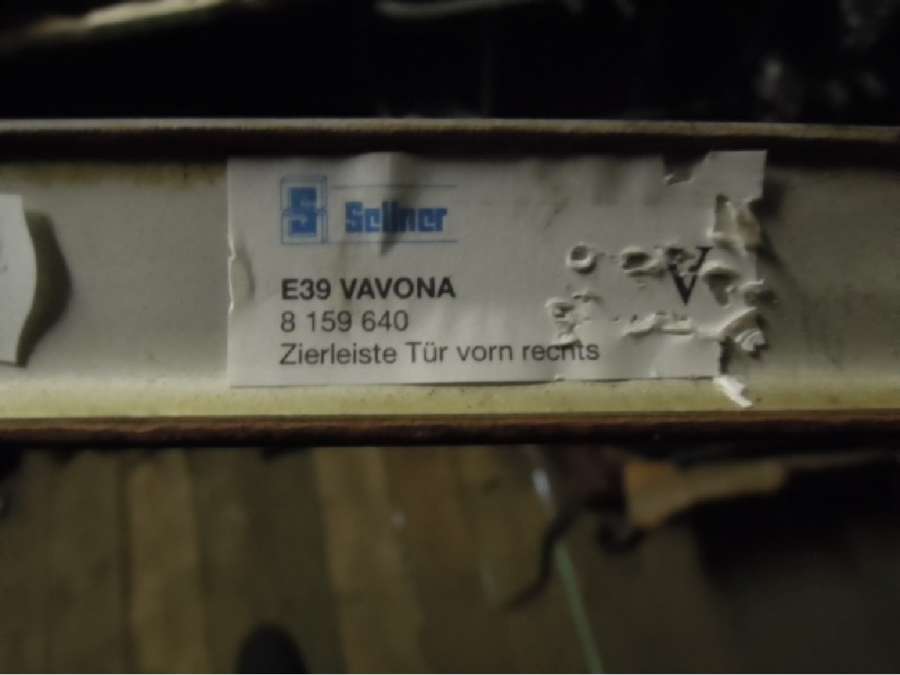 S Sellner
E39 VAVONA
V
8 159 640
Zierleiste Tür vorn rechts